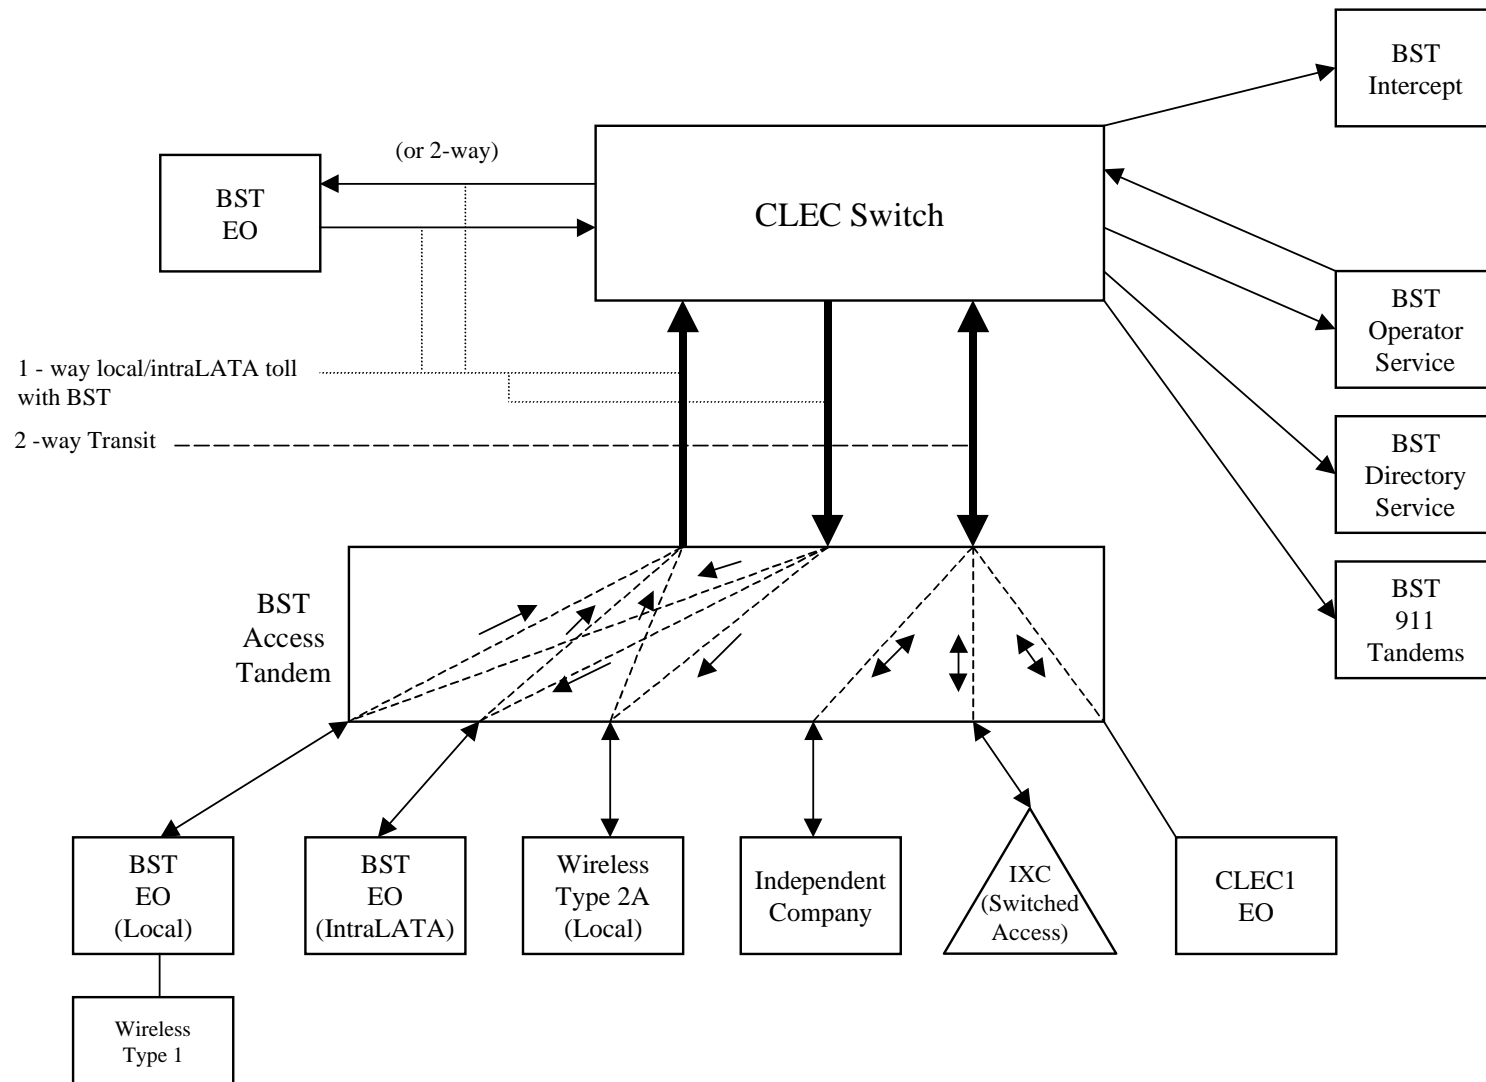 BST
Intercept
(or 2-way)
BST
EO
CLEC Switch
BST
Operator
Service
1 - way local/intraLATA toll
with BST
2 -way Transit
BST
Directory
Service
BST
Access
Tandem
BST
911
Tandems
BST
EO
(Local)
BST
EO
(IntraLATA)
Wireless
Type 2A
(Local)
Independent
Company
IXC
(Switched
Access)
CLEC1
EO
Wireless
Type 1